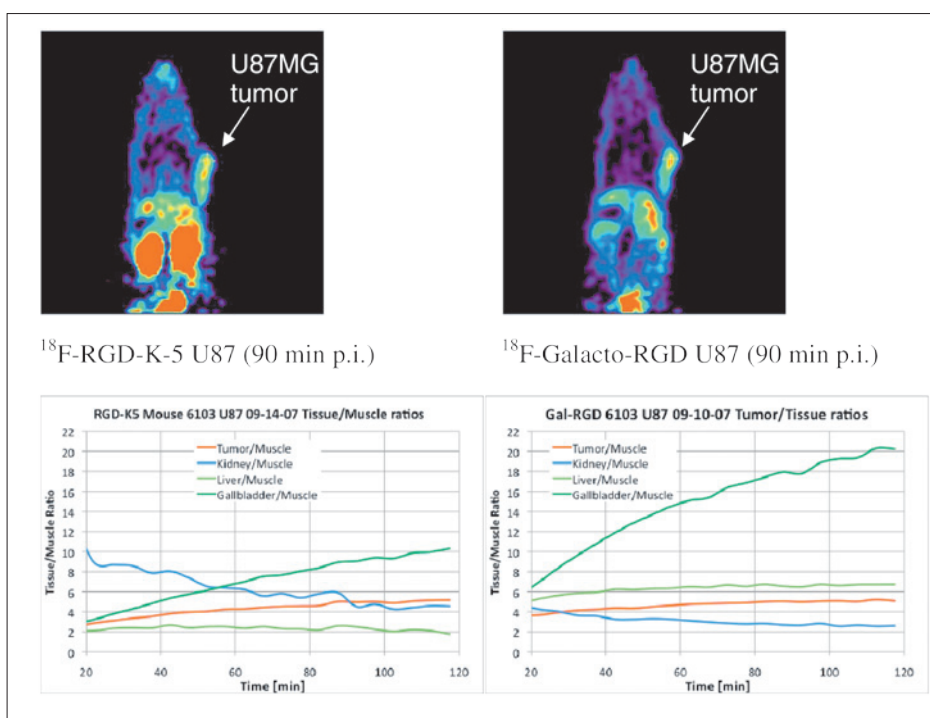 U87MG
tumor
U87MG
tumor
18F-RGD-K-5 U87 (90 min p.i.)
18F-Galacto-RGD U87 (90 min p.i.)
RGD-K5 Mouse 6103 U87 09-14-07 Tissue/Muscle ratios
Tissue/Muscle Ratio
22
20
18
16
14
12
10
8
6
4
2
0
Tumor/Muscle
Kidney/Muscle
Liver/Muscle
Gallbladder/Muscle
20 40 60 80 100 120
Time [min]
Gal-RGD 6103 U87 09-10-07 Tumor/Tissue ratios
Tissue/Muscle Ratio
22
20
18
16
14
12
10
8
6
4
2
0
Tumor/Muscle
Kidney/Muscle
Liver/Muscle
Gallbladder/Muscle
20 40 60 80 100 120
Time [min]